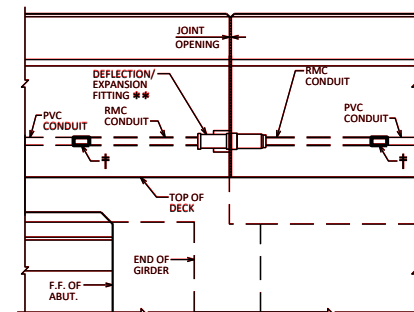 JOINT
OPENING
DEFLECTION/
EXPANSION
FITTING **
RMC
CONDUIT
PVC
CONDUIT
RMC
CONDUIT
PVC
CONDUIT
‡
‡
TOP OF
DECK
END OF
GIRDER
F.F. OF
ABUT.